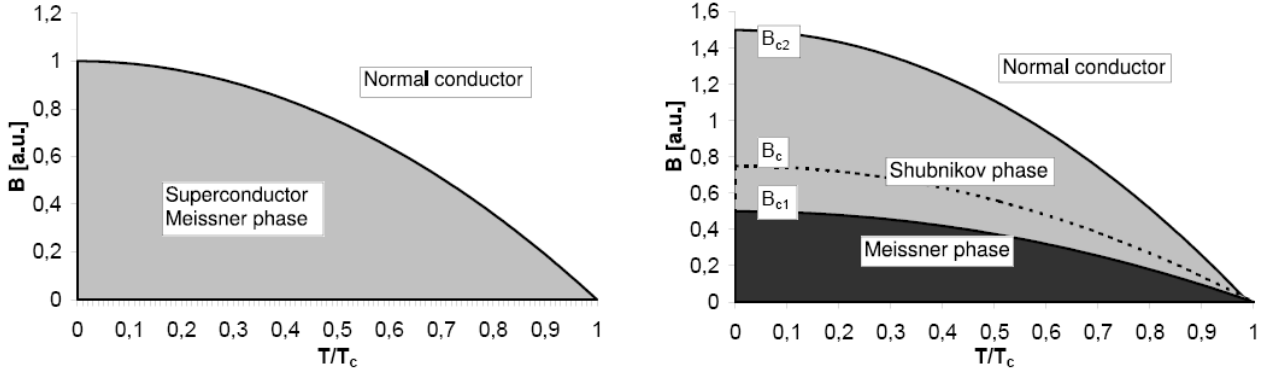 1,2
1
0,8
0,6
0,4
0,2
0
B [a.u.]
Normal conductor
Superconductor
Meissner phase
0 0,1 0,2 0,3 0,4 0,5 0,6 0,7 0,8 0,9 1
T/Tc
1,6
1,4
1,2
1
0,8
0,6
0,4
0,2
0
B [a.u.]
Bc2
Normal conductor
Bc
Shubnikov phase
Bc1
Meissner phase
0 0,1 0,2 0,3 0,4 0,5 0,6 0,7 0,8 0,9 1
T/Tc